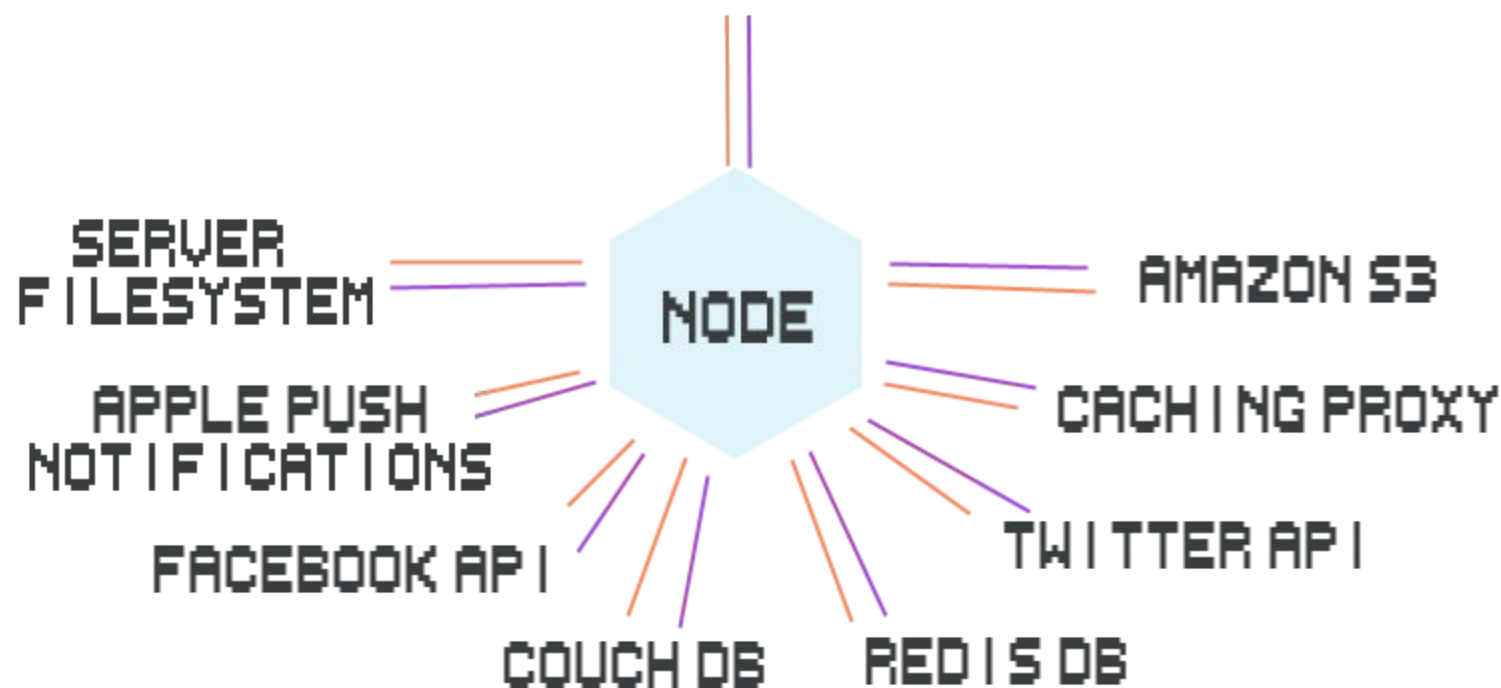 SERVER
FILESYSTEM
NODE
AMAZON S3
APPLE PUSH
NOTIFICATIONS
CACHING PROXY
FACEBOOK API
TWITTER API
COUCH DB
REDIS DB